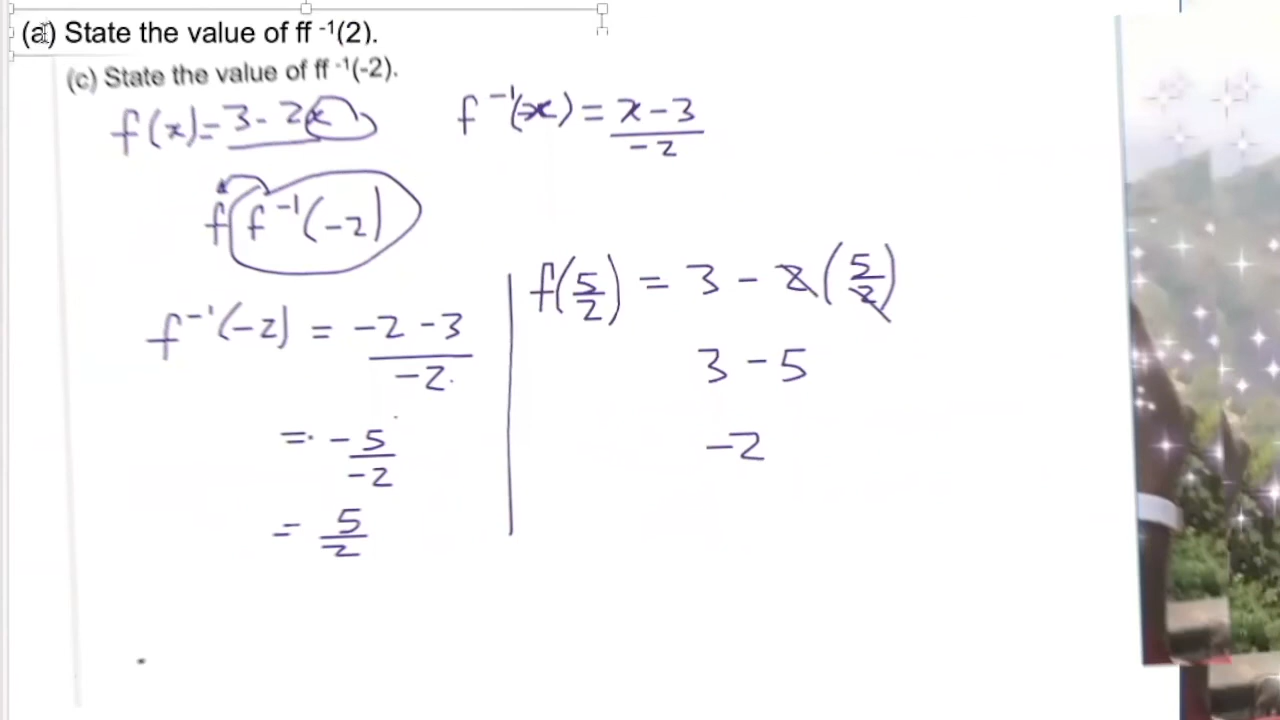 (a) State the value of ff -1(2).
(c) State the value of ff -1(-2).
f(x)=3-2x
f⁻¹(x)=x-3/-2
f(f⁻¹(-2)
f⁻¹(-2) = -2-3/-2
= -5/-2
= 5/2
f(5/2) = 3-2(5/2)
3-5
-2